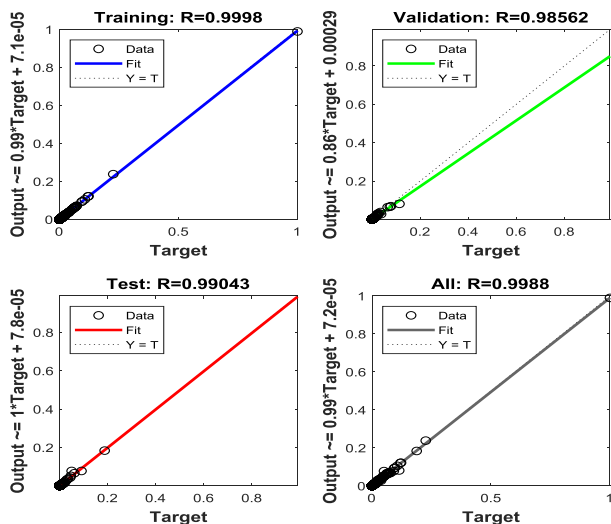 Training: R=0.9998
Output ~= 0.99*Target + 7.1e-05
1
0.8
0.6
0.4
0.2
0
Data
Fit
Y = T
0
0.5
1
Target
Validation: R=0.98562
Output ~= 0.86*Target + 0.00029
0.8
0.6
0.4
0.2
0
Data
Fit
Y = T
0.2
0.4
0.6
0.8
Target
Test: R=0.99043
Output ~= 1*Target + 7.8e-05
0.8
0.6
0.4
0.2
0
Data
Fit
Y = T
0
0.2
0.4
0.6
0.8
Target
All: R=0.9988
Output ~= 0.99*Target + 7.2e-05
1
0.8
0.6
0.4
0.2
0
Data
Fit
Y = T
0
0.5
1
Target